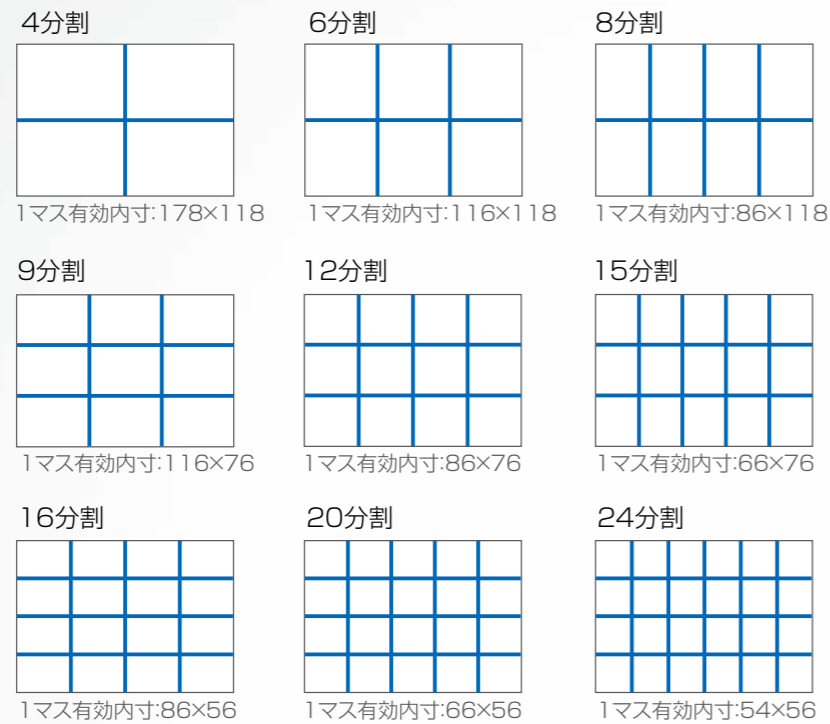 4分割 6分割 8分割
1マス有効内寸:178×118 1マス有効内寸:116×118 1マス有効内寸:86×118
9分割 12分割 15分割
1マス有効内寸:116×76 1マス有効内寸:86×76 1マス有効内寸:66×76
16分割 20分割 24分割
1マス有効内寸:86×56 1マス有効内寸:66×56 1マス有効内寸:54×56